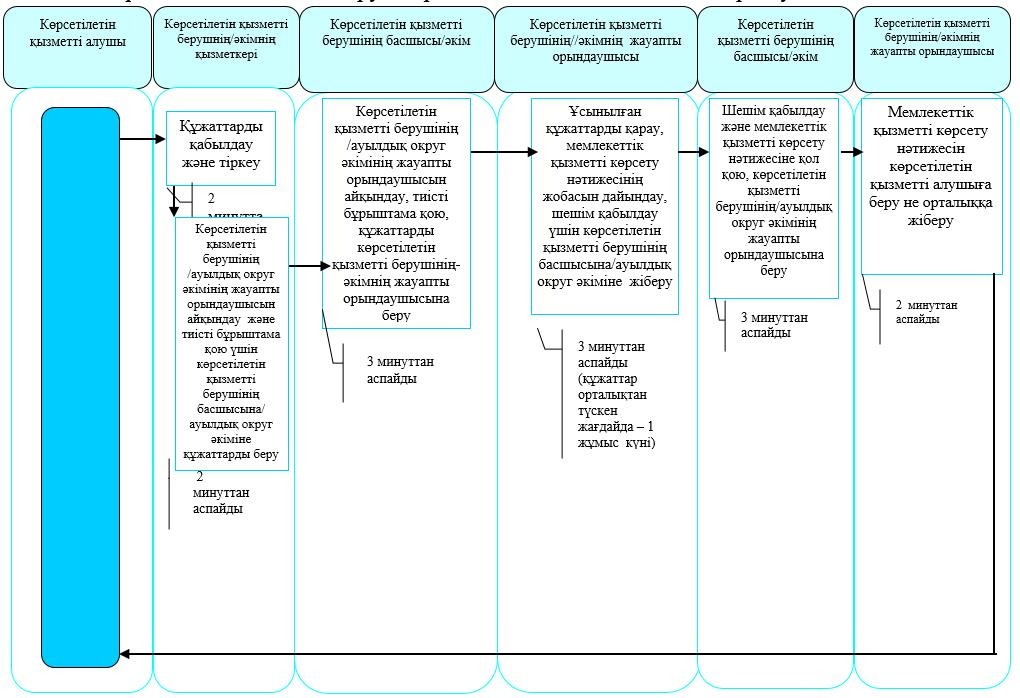 Көрсетілетін
қызметті алушы
Көрсетілетін қызметті
берушнің/әкімнің
қызметкері
Көрсетілетін қызметті
берушінің басшысы/әкім
Көрсетілетін қызметті
берушінің//әкімнің жауапты
орындаушысы
Көрсетілетін
қызметті берушінің
басшысы/әкім
Көрсетілетін қызметті
берушінің/әкімнің
жауапты орындаушысы
Құжаттарды
қабылдау
және тіркеу
2
минутта
Көрсетілетін
қызметті
берушінің
/ауылдық округ
әкімінің жауапты
орындаушысын
айқындау және
тиісті бұрыштама
қою үшін
көрсетілетін
қызметті
берушінің
басшысына/
ауылдық округ
әкіміне
құжаттарды беру
2
минуттан
аспайды
Көрсетілетін
қызметті берушінің
/ауылдық округ
әкімінің жауапты
орындаушысын
айқындау, тиісті
бұрыштама қою,
құжаттарды
көрсетілетін
қызметті берушінің-
әкімнің жауапты
орындаушысына
беру
3 минуттан
аспайды
Ұсынылған
құжаттарды қарау,
мемлекеттік
қызметті көрсету
нәтижесінің
жобасын дайындау,
шешім қабылдау
үшін көрсетілетін
қызметті берушінің
басшысына/ауылдық
округ әкіміне жіберу
3 минуттан
аспайды
(құжаттар
орталықтан
түскен
жағдайда – 1
жұмыс күні)
Шешім қабылдау
және мемлекеттік
қызметті көрсету
нәтижесіне қол
қою, көрсетілетін
қызметті
берушінің/ауылдық
округ әкімінің
жауапты
орындаушысына
беру
3 минуттан
аспайды
Мемлекеттік
қызметті көрсету
нәтижесін
көрсетілетін
қызметті алушыға
беру не орталыққа
жіберу
2 минуттан
аспайды